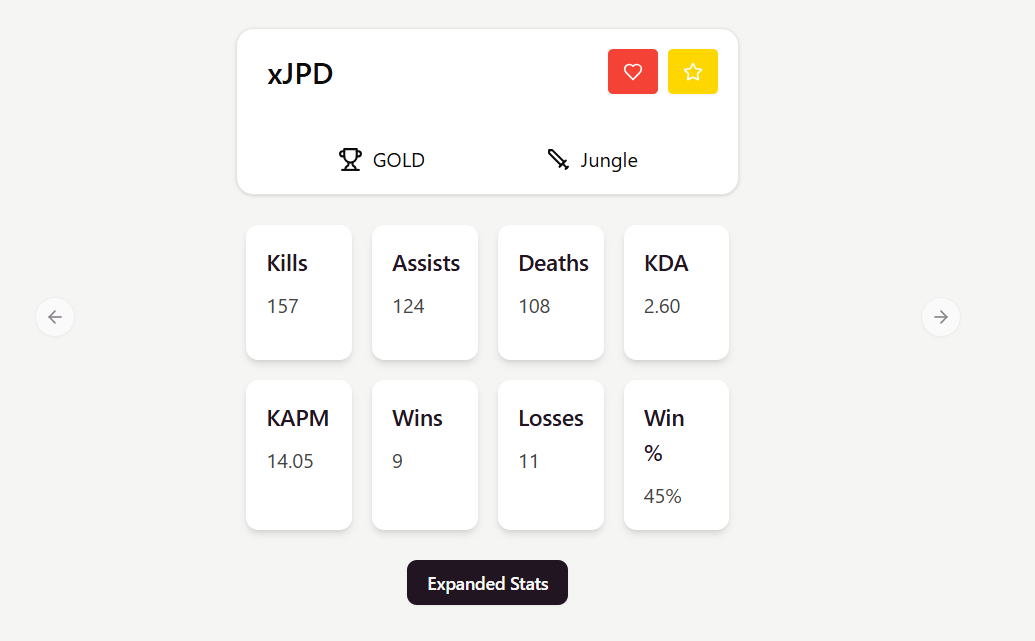 xJPD
GOLD
Jungle
Kills
157
Assists
124
Deaths
108
KDA
2.60
KAPM
14.05
Wins
9
Losses
11
Win
%
45%
Expanded Stats